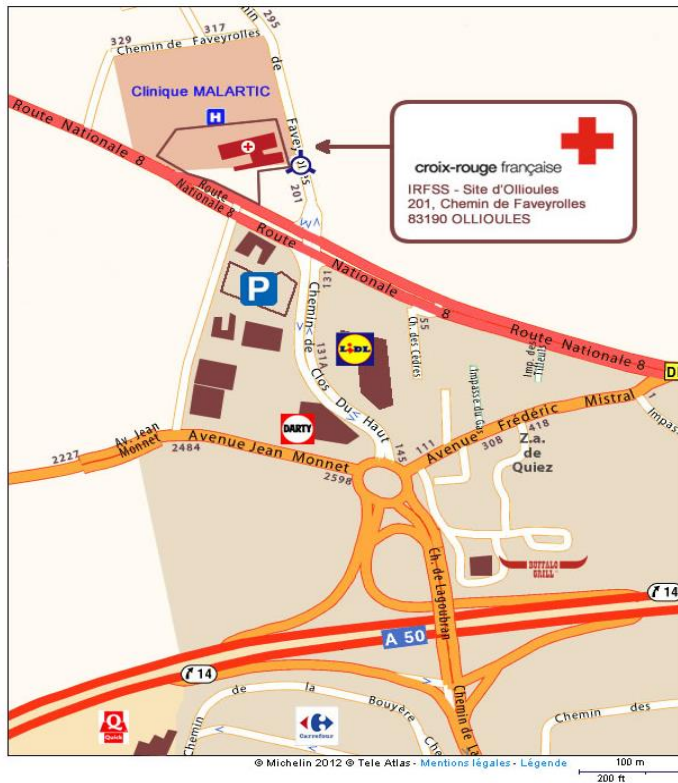 295
317
329
Chemin de Faveyrolles
de
Clinique MALARTIC
H
Faveyrolles
201
croix-rouge française
IRFSS - Site d'Ollioules
201, Chemin de Faveyrolles
83190 OLLIOULES
Route Nationale 8
Route
Nationale 8
Route Nationale 8
Route Nationale 8
P
131
Chemin de Clos Du Haut
131A
LIDL
55
Ch. des Cèdres
Imp. des
Tilleuls
Impasse du Gas
D
1
Impass
DARTY
145
111
Avenue Frédéric Mistral
308
418
Z.a.
de
Quiez
Av. Jean
Monnet
2227
2484
Avenue Jean Monnet
2598
Ch. de Lagoubran
BUFFALO
GRILL
14
A 50
14
Chemin de la Bouyère
Chemin de La
Chemin des
Q
Quick
Carrefour
Chemin
© Michelin 2012 © Tele Atlas - Mentions légales - Légende
100 m
200 ft